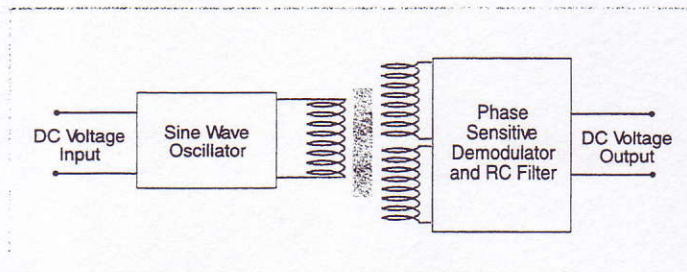 DC Voltage
Input
Sine Wave
Oscillator
Phase
Sensitive
Demodulator
and RC Filter
DC Voltage
Output